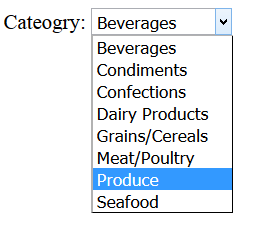 Cateogry: Beverages
Beverages
Condiments
Confections
Dairy Products
Grains/Cereals
Meat/Poultry
Produce
Seafood